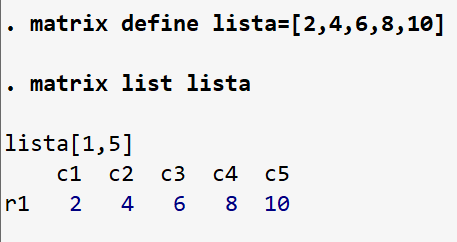 . matrix define lista=[2,4,6,8,10]
. matrix list lista
lista[1,5]
c1 c2 c3 c4 c5
r1 2 4 6 8 10